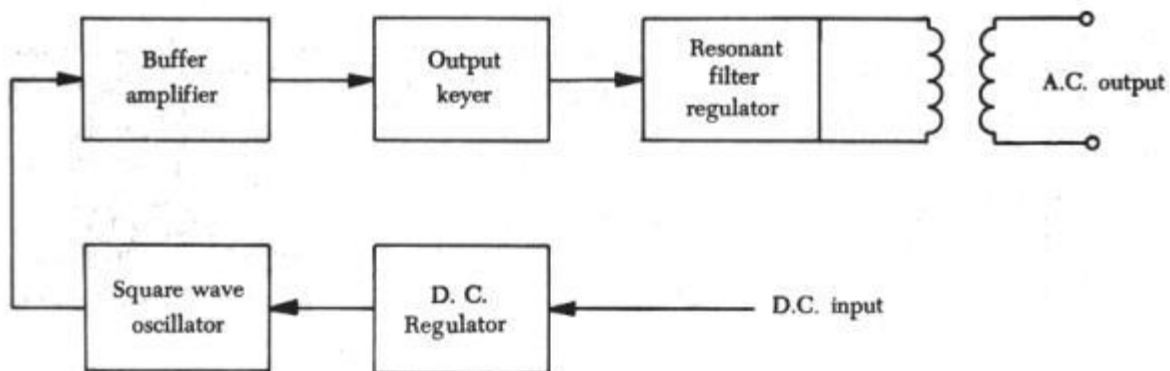 Buffer
amplifier
Output
keyer
Resonant
filter
regulator
A.C. output
Square wave
oscillator
D. C.
Regulator
D.C. input